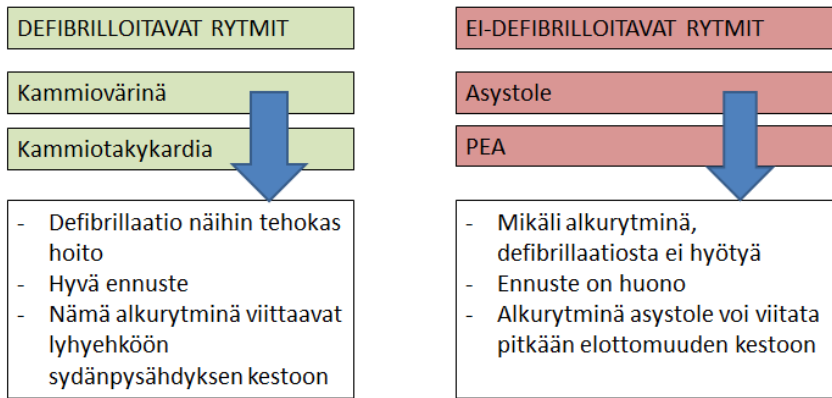 DEFIBRILLOITAVAT RYTMIT
Kammiovärinä
Kammiotakykardia
- Defibrillaatio näihin tehokas
hoito
- Hyvä ennuste
- Nämä alkurytminä viittaavat
lyhyehköön
sydänpysähdyksen kestoon
EI-DEFIBRILLOITAVAT RYTMIT
Asystole
PEA
- Mikäli alkurytminä,
defibrillaatiosta ei hyötyä
- Ennuste on huono
- Alkurytminä asystole voi viitata
pitkään elottomuuden kestoon